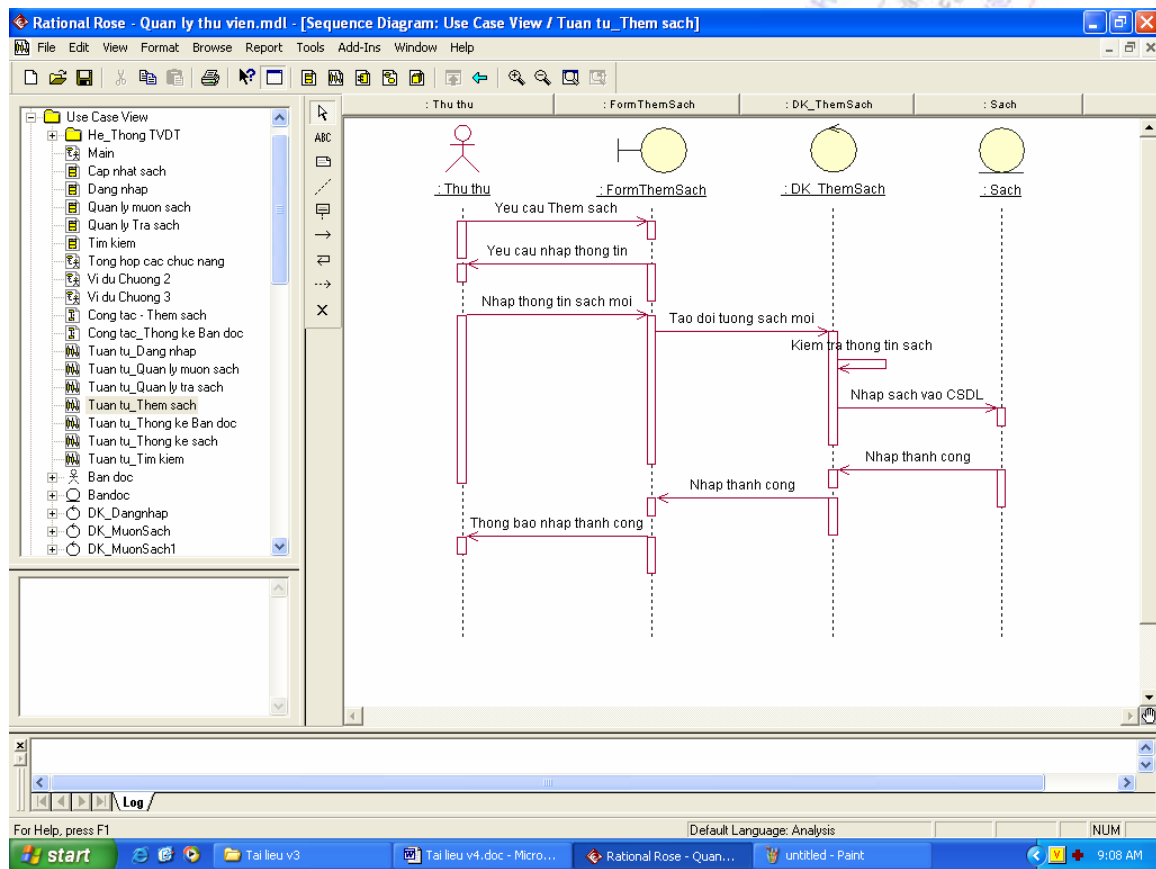 Rational Rose - Quan ly thu vien.mdl - [Sequence Diagram: Use Case View / Tuan tu_Them sach]
File Edit View Format Browse Report Tools Add-Ins Window Help
Use Case View
He_Thong TVDT
Main
Cap nhat sach
Dang nhap
Quan ly muon sach
Quan ly Tra sach
Tim kiem
Tong hop cac chuc nang
Vi du Chuong 2
Vi du Chuong 3
Cong tac - Them sach
Cong tac_Thong ke Ban doc
Tuan tu_Dang nhap
Tuan tu_Quan ly muon sach
Tuan tu_Quan ly tra sach
Tuan tu_Them sach
Tuan tu_Thong ke Ban doc
Tuan tu_Thong ke sach
Tuan tu_Tim kiem
Ban doc
Bandoc
DK_Dangnhap
DK_MuonSach
DK_MuonSach1
ABC
: Thu thu : FormThemSach : DK_ThemSach : Sach
: Thu thu : FormThemSach : DK_ThemSach : Sach
Yeu cau Them sach
Yeu cau nhap thong tin
Nhap thong tin sach moi
Tao doi tuong sach moi
Kiem tra thong tin sach
Nhap sach vao CSDL
Nhap thanh cong
Nhap thanh cong
Thong bao nhap thanh cong
Log
For Help, press F1 Default Language: Analysis NUM
start Tai lieu v3 Tai lieu v4.doc - Micro... Rational Rose - Quan... untitled - Paint V 9:08 AM